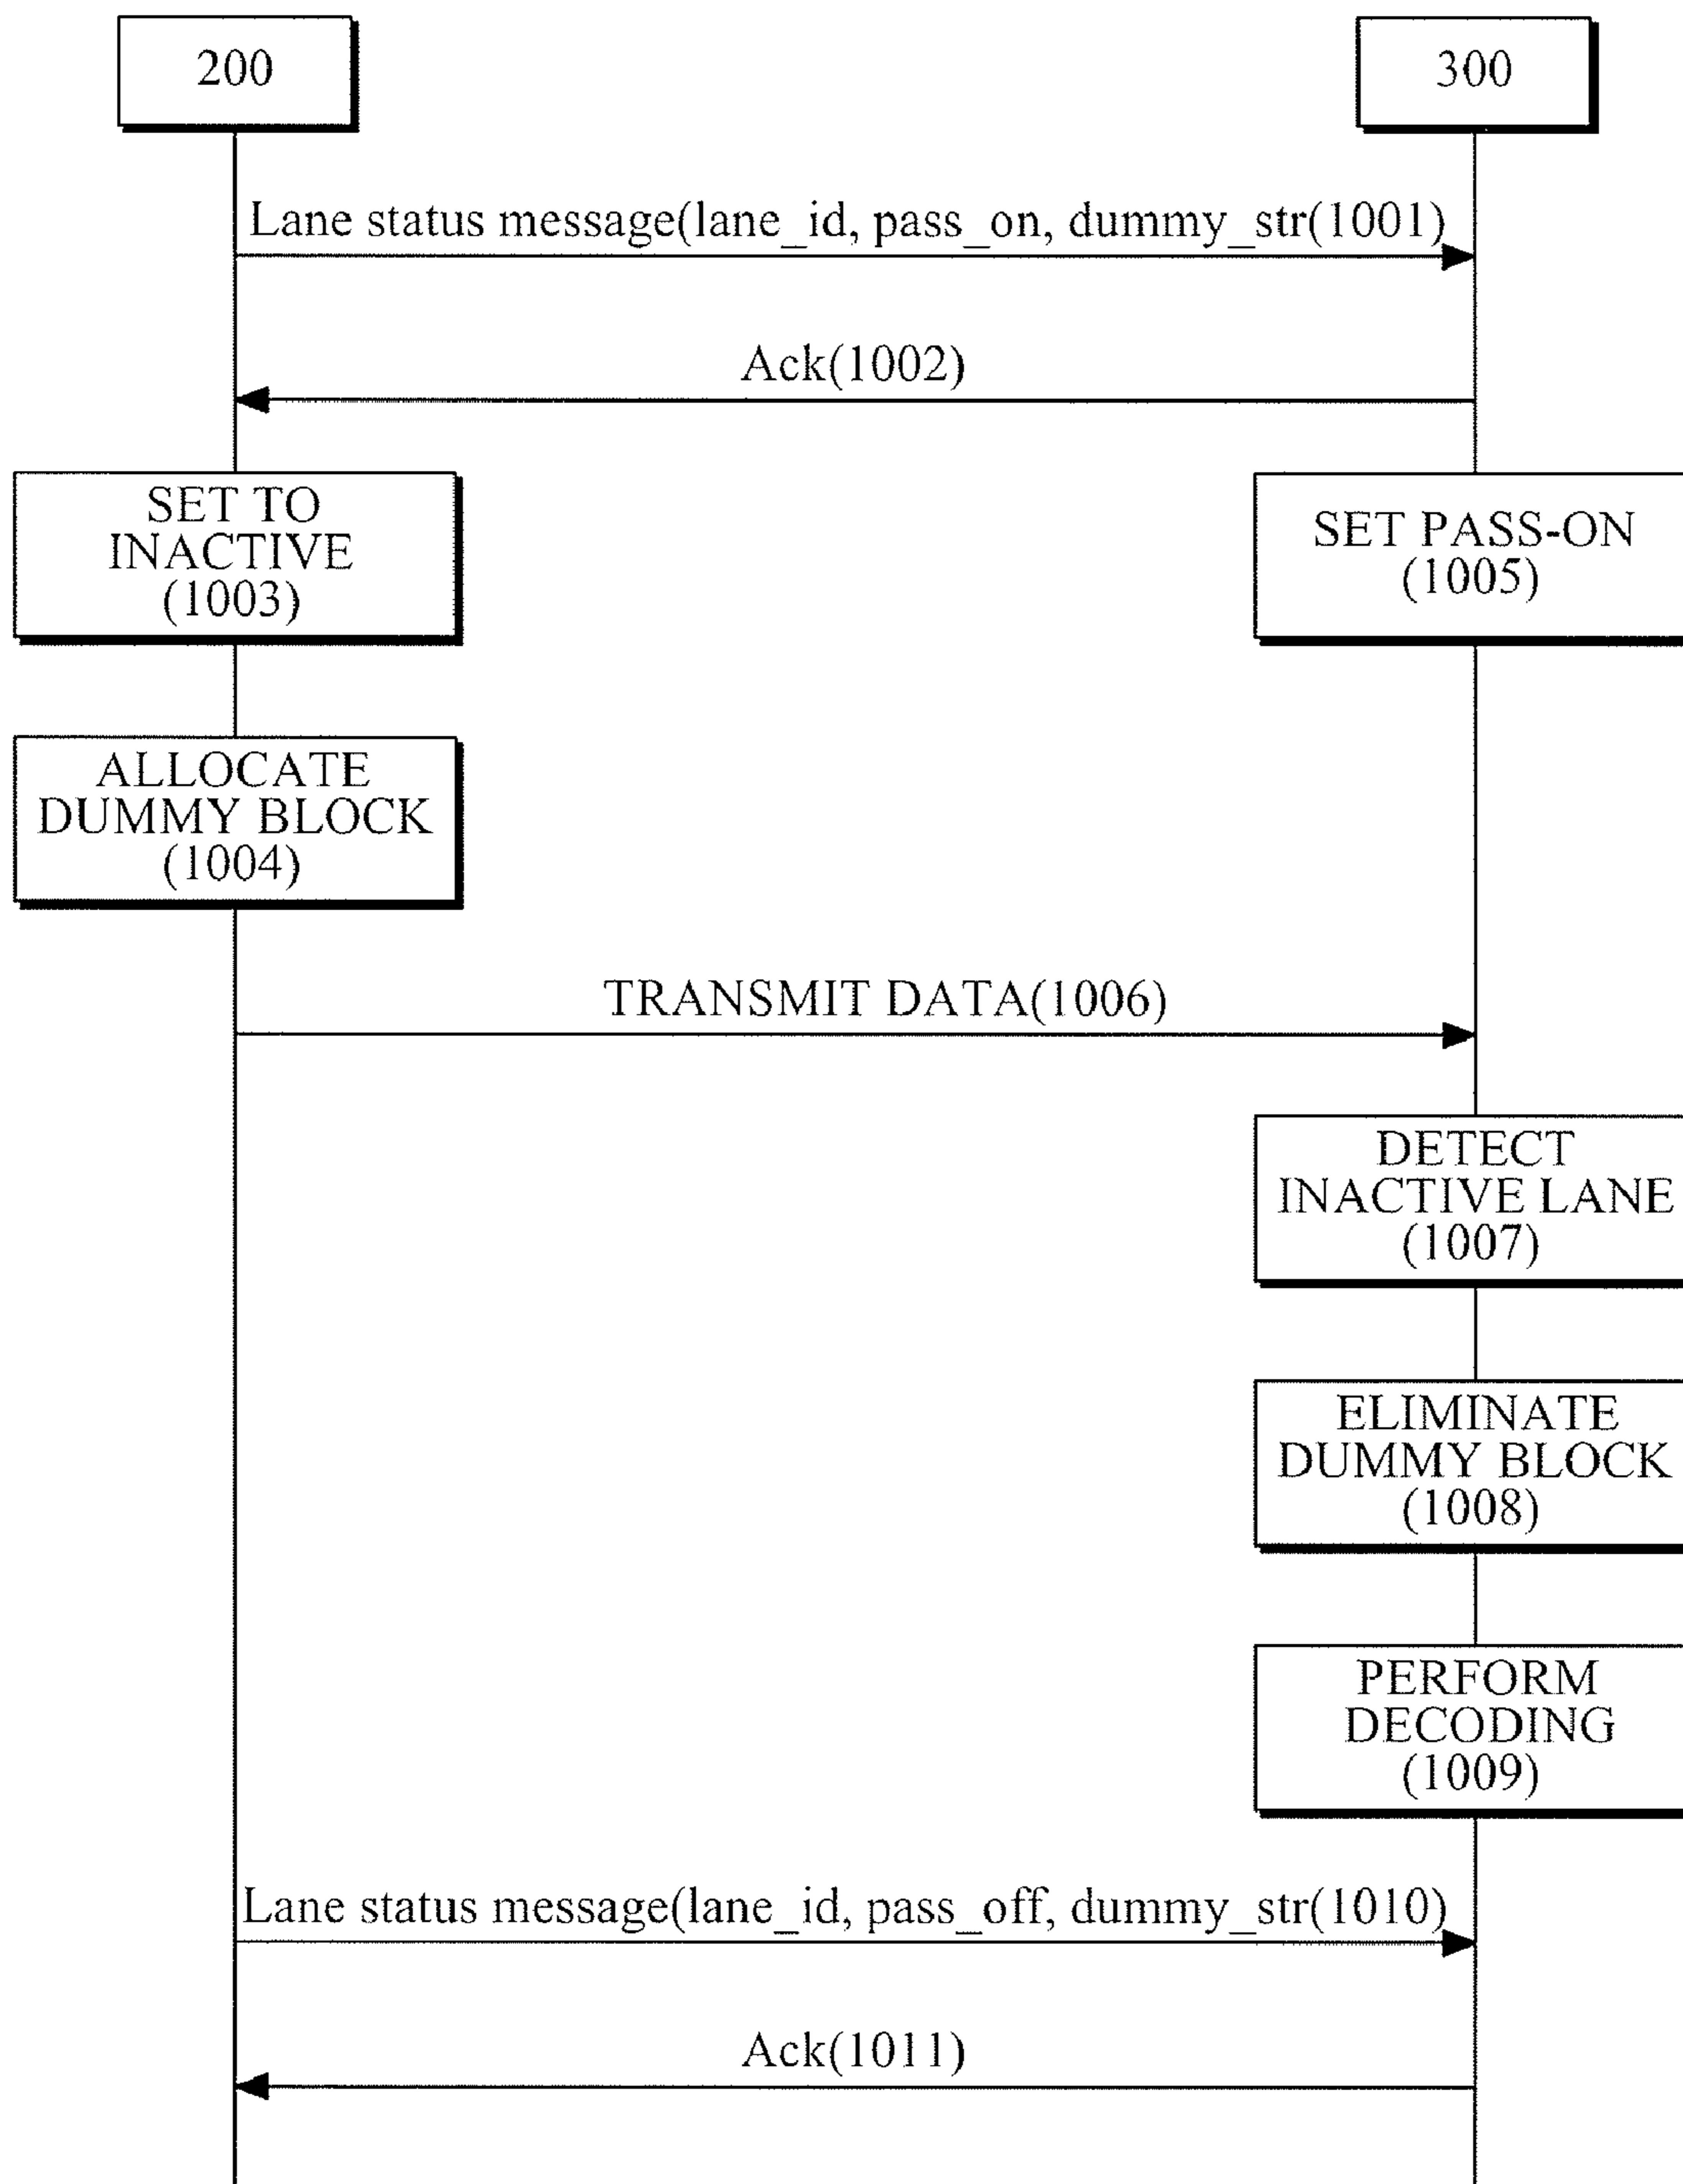 200
300
Lane status message(lane_id, pass_on, dummy_str(1001)
Ack(1002)
SET TO
INACTIVE
(1003)
SET PASS-ON
(1005)
ALLOCATE
DUMMY BLOCK
(1004)
TRANSMIT DATA(1006)
DETECT
INACTIVE LANE
(1007)
ELIMINATE
DUMMY BLOCK
(1008)
PERFORM
DECODING
(1009)
Lane status message(lane_id, pass_off, dummy_str(1010)
Ack(1011)